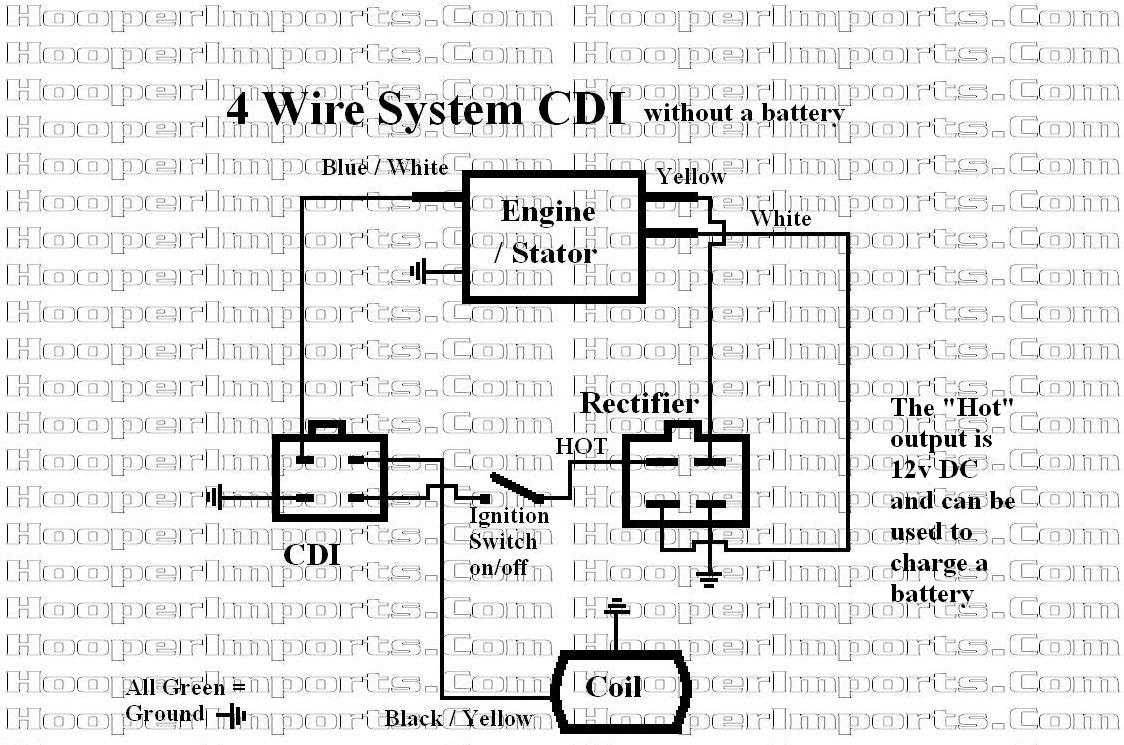 HooperImports.Com HooperImports.Com
4 Wire System CDI without a battery
Blue / White
Yellow
White
Engine
/ Stator
Rectifier
HOT
The "Hot"
output is
12v DC
and can be
used to
charge a
battery
Ignition
Switch
on/off
CDI
Coil
All Green =
Ground
Black / Yellow